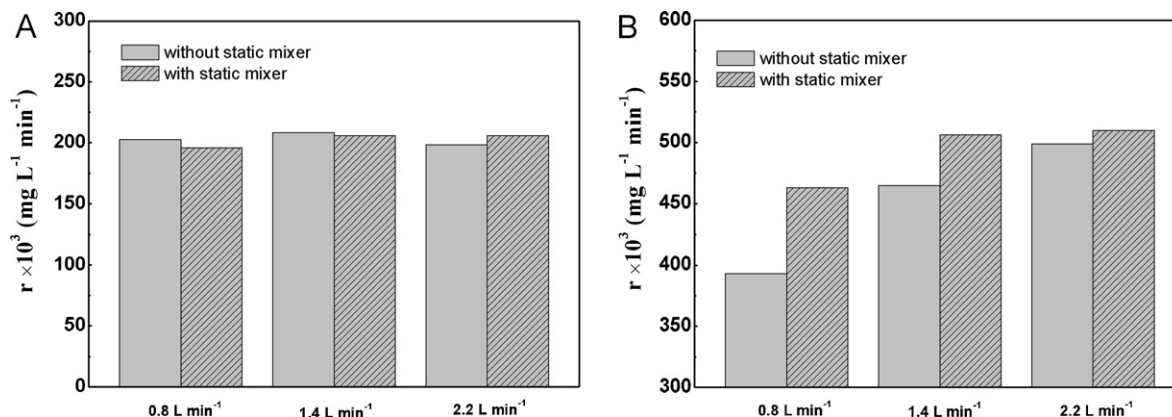 A
300
250
200
150
100
50
0
r ×10³ (mg L⁻¹ min⁻¹)
without static mixer
with static mixer
0.8 L min⁻¹ 1.4 L min⁻¹ 2.2 L min⁻¹
B
600
550
500
450
400
350
300
r ×10³ (mg L⁻¹ min⁻¹)
without static mixer
with static mixer
0.8 L min⁻¹ 1.4 L min⁻¹ 2.2 L min⁻¹